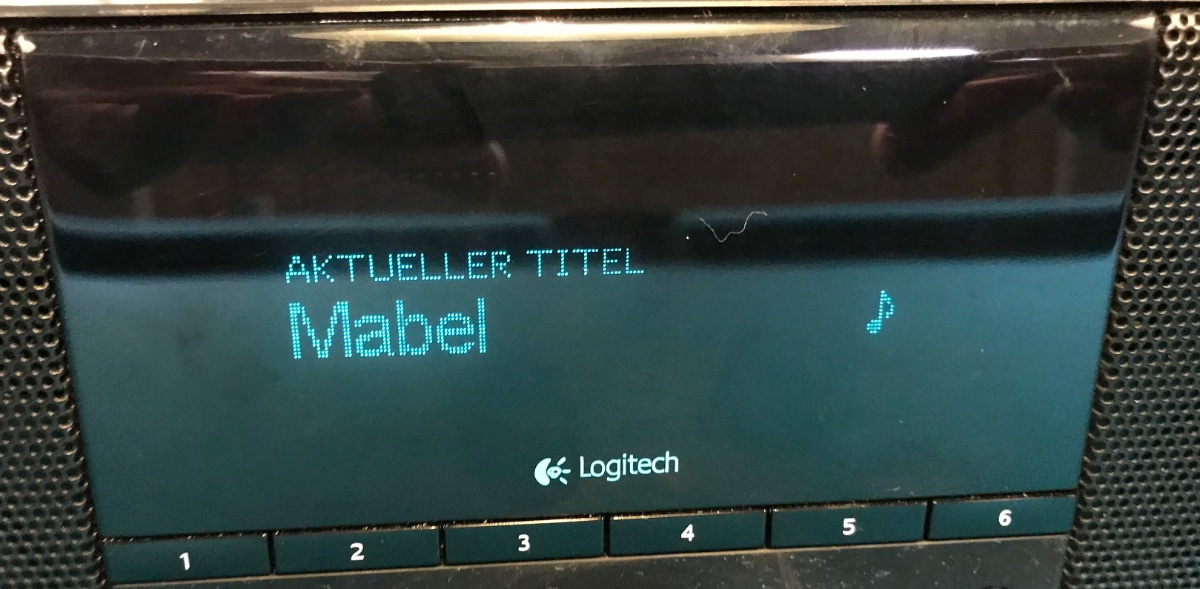 AKTUELLER TITEL
Mabel
Logitech
1 2 3 4 5 6